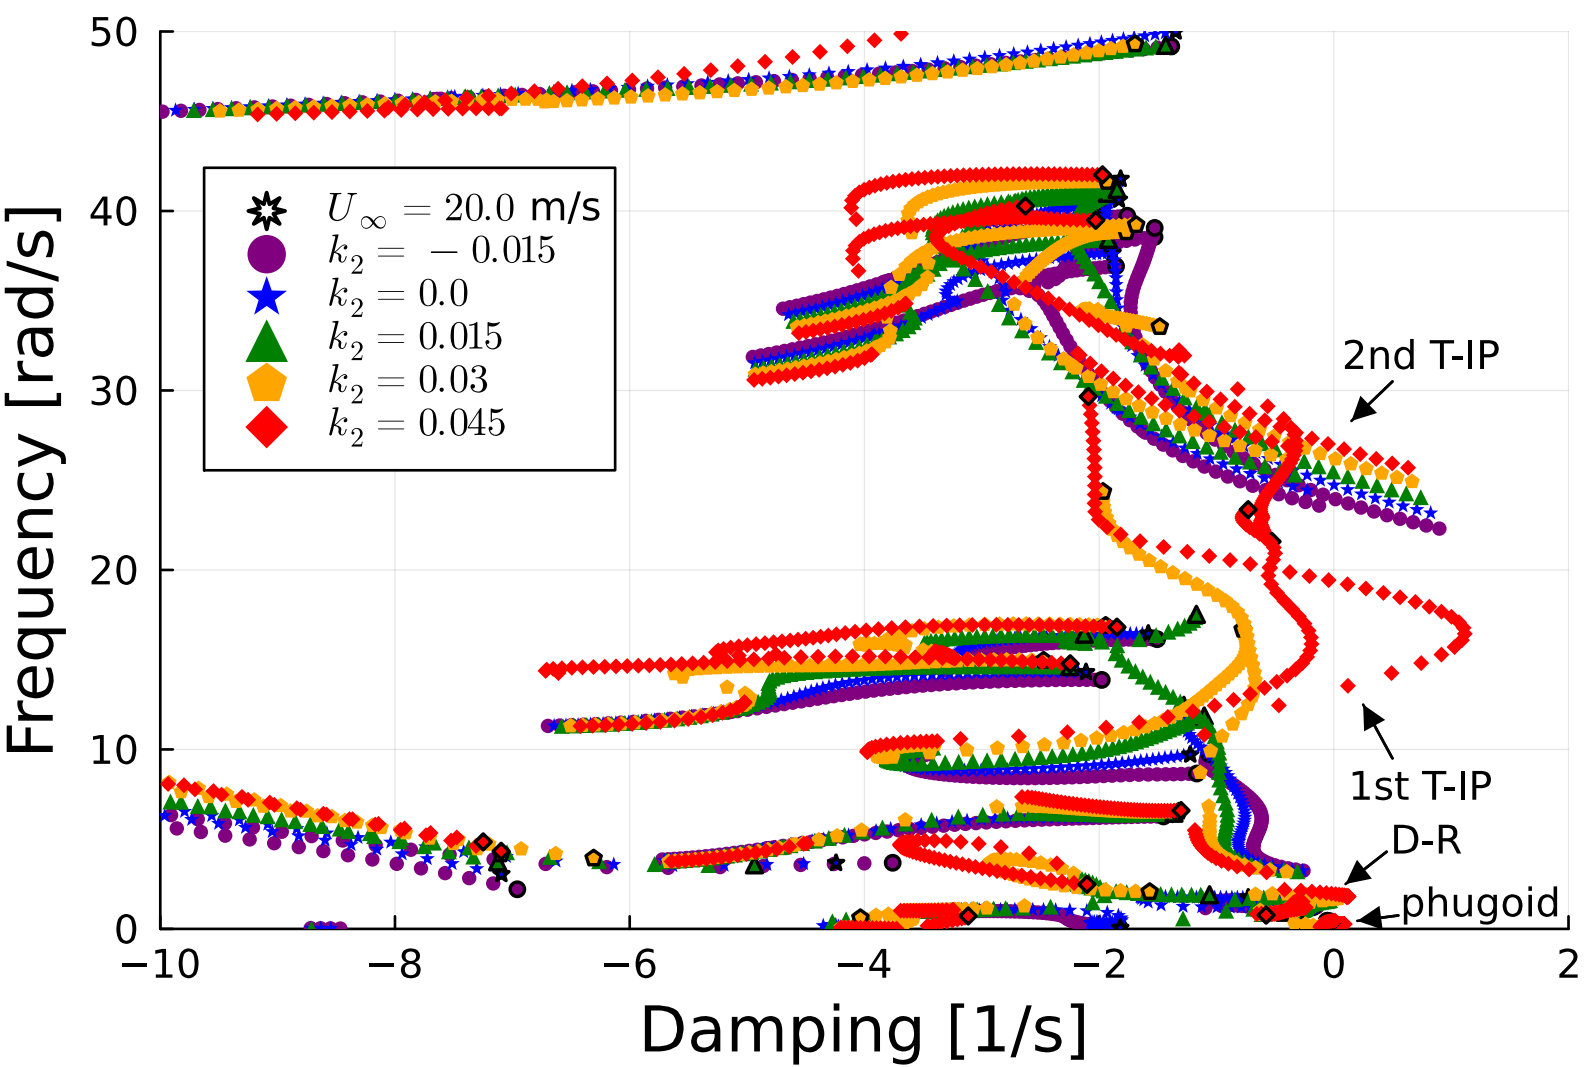 50
40
30
20
10
0
Frequency [rad/s]
U∞ = 20.0 m/s
k₂ = − 0.015
k₂ = 0.0
k₂ = 0.015
k₂ = 0.03
k₂ = 0.045
2nd T-IP
1st T-IP
D-R
phugoid
−10 −8 −6 −4 −2 0 2
Damping [1/s]